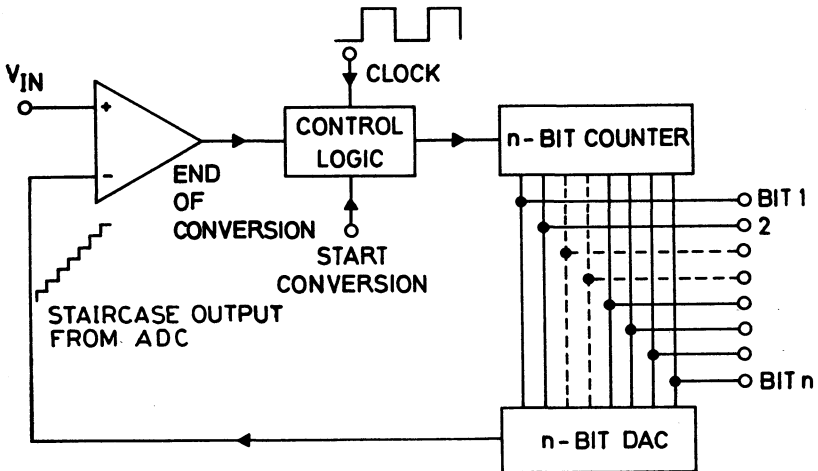 V_IN
CLOCK
+
-
CONTROL
LOGIC
n-BIT COUNTER
END
OF
CONVERSION
START
CONVERSION
BIT 1
2
BIT n
STAIRCASE OUTPUT
FROM ADC
n-BIT DAC